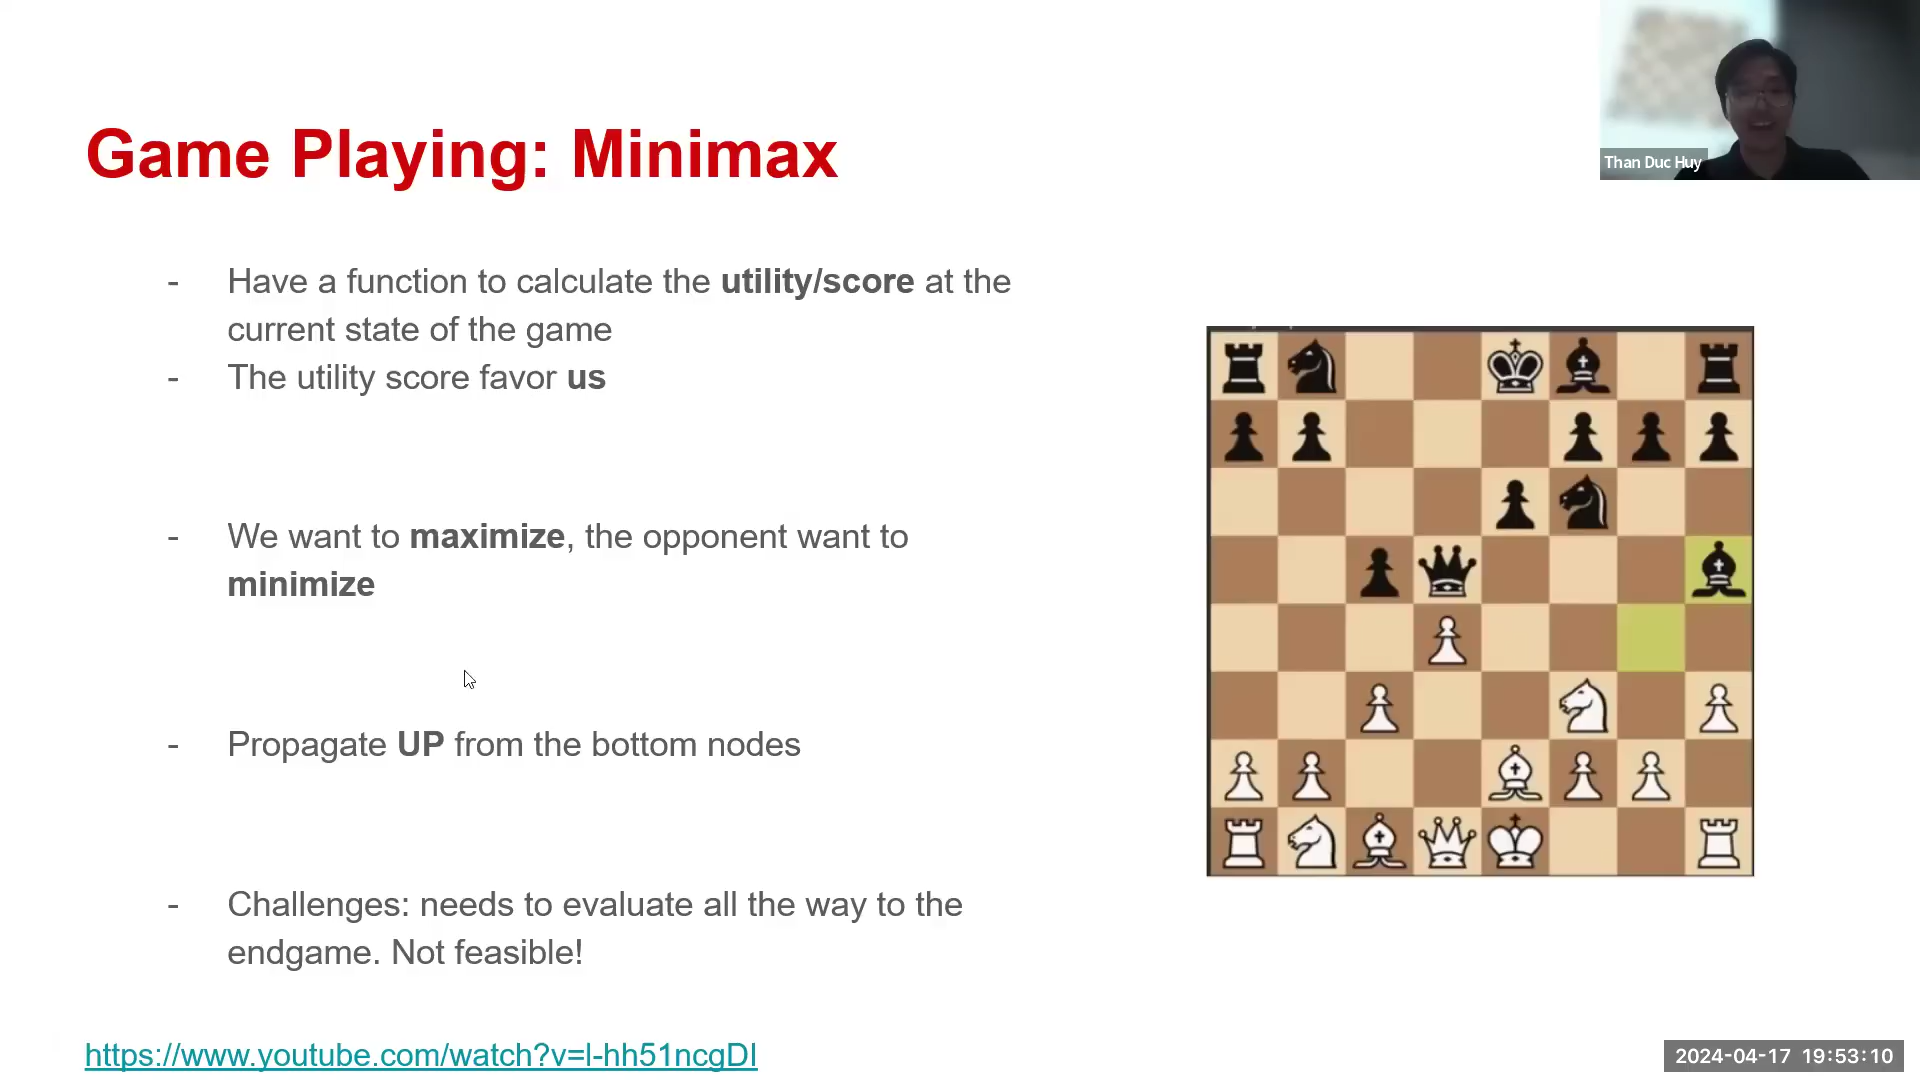 Than Duc Huy
Game Playing: Minimax
- Have a function to calculate the utility/score at the
current state of the game
- The utility score favor us
- We want to maximize, the opponent want to
minimize
- Propagate UP from the bottom nodes
- Challenges: needs to evaluate all the way to the
endgame. Not feasible!
https://www.youtube.com/watch?v=l-hh51ncgDI
2024-04-17 19:53:10